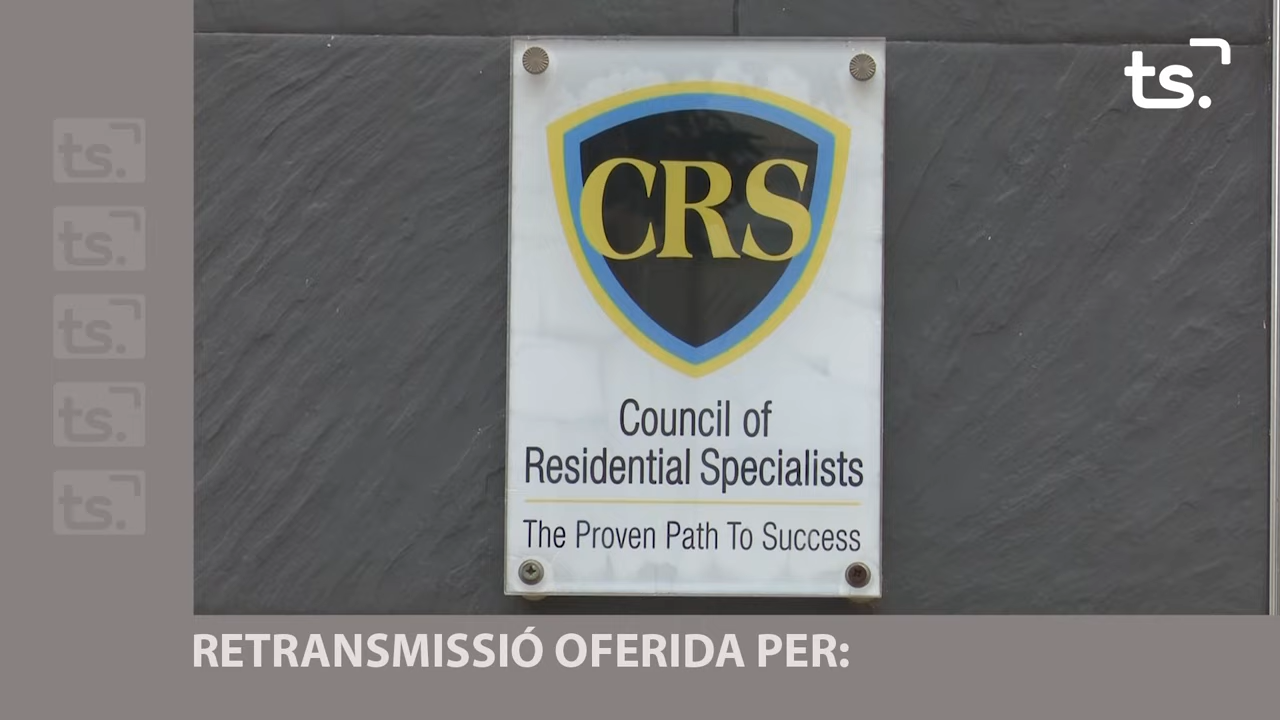 ts.
ts.
ts.
ts.
ts.
ts.
CRS
Council of
Residential Specialists
The Proven Path To Success
RETRANSMISSIÓ OFERIDA PER: